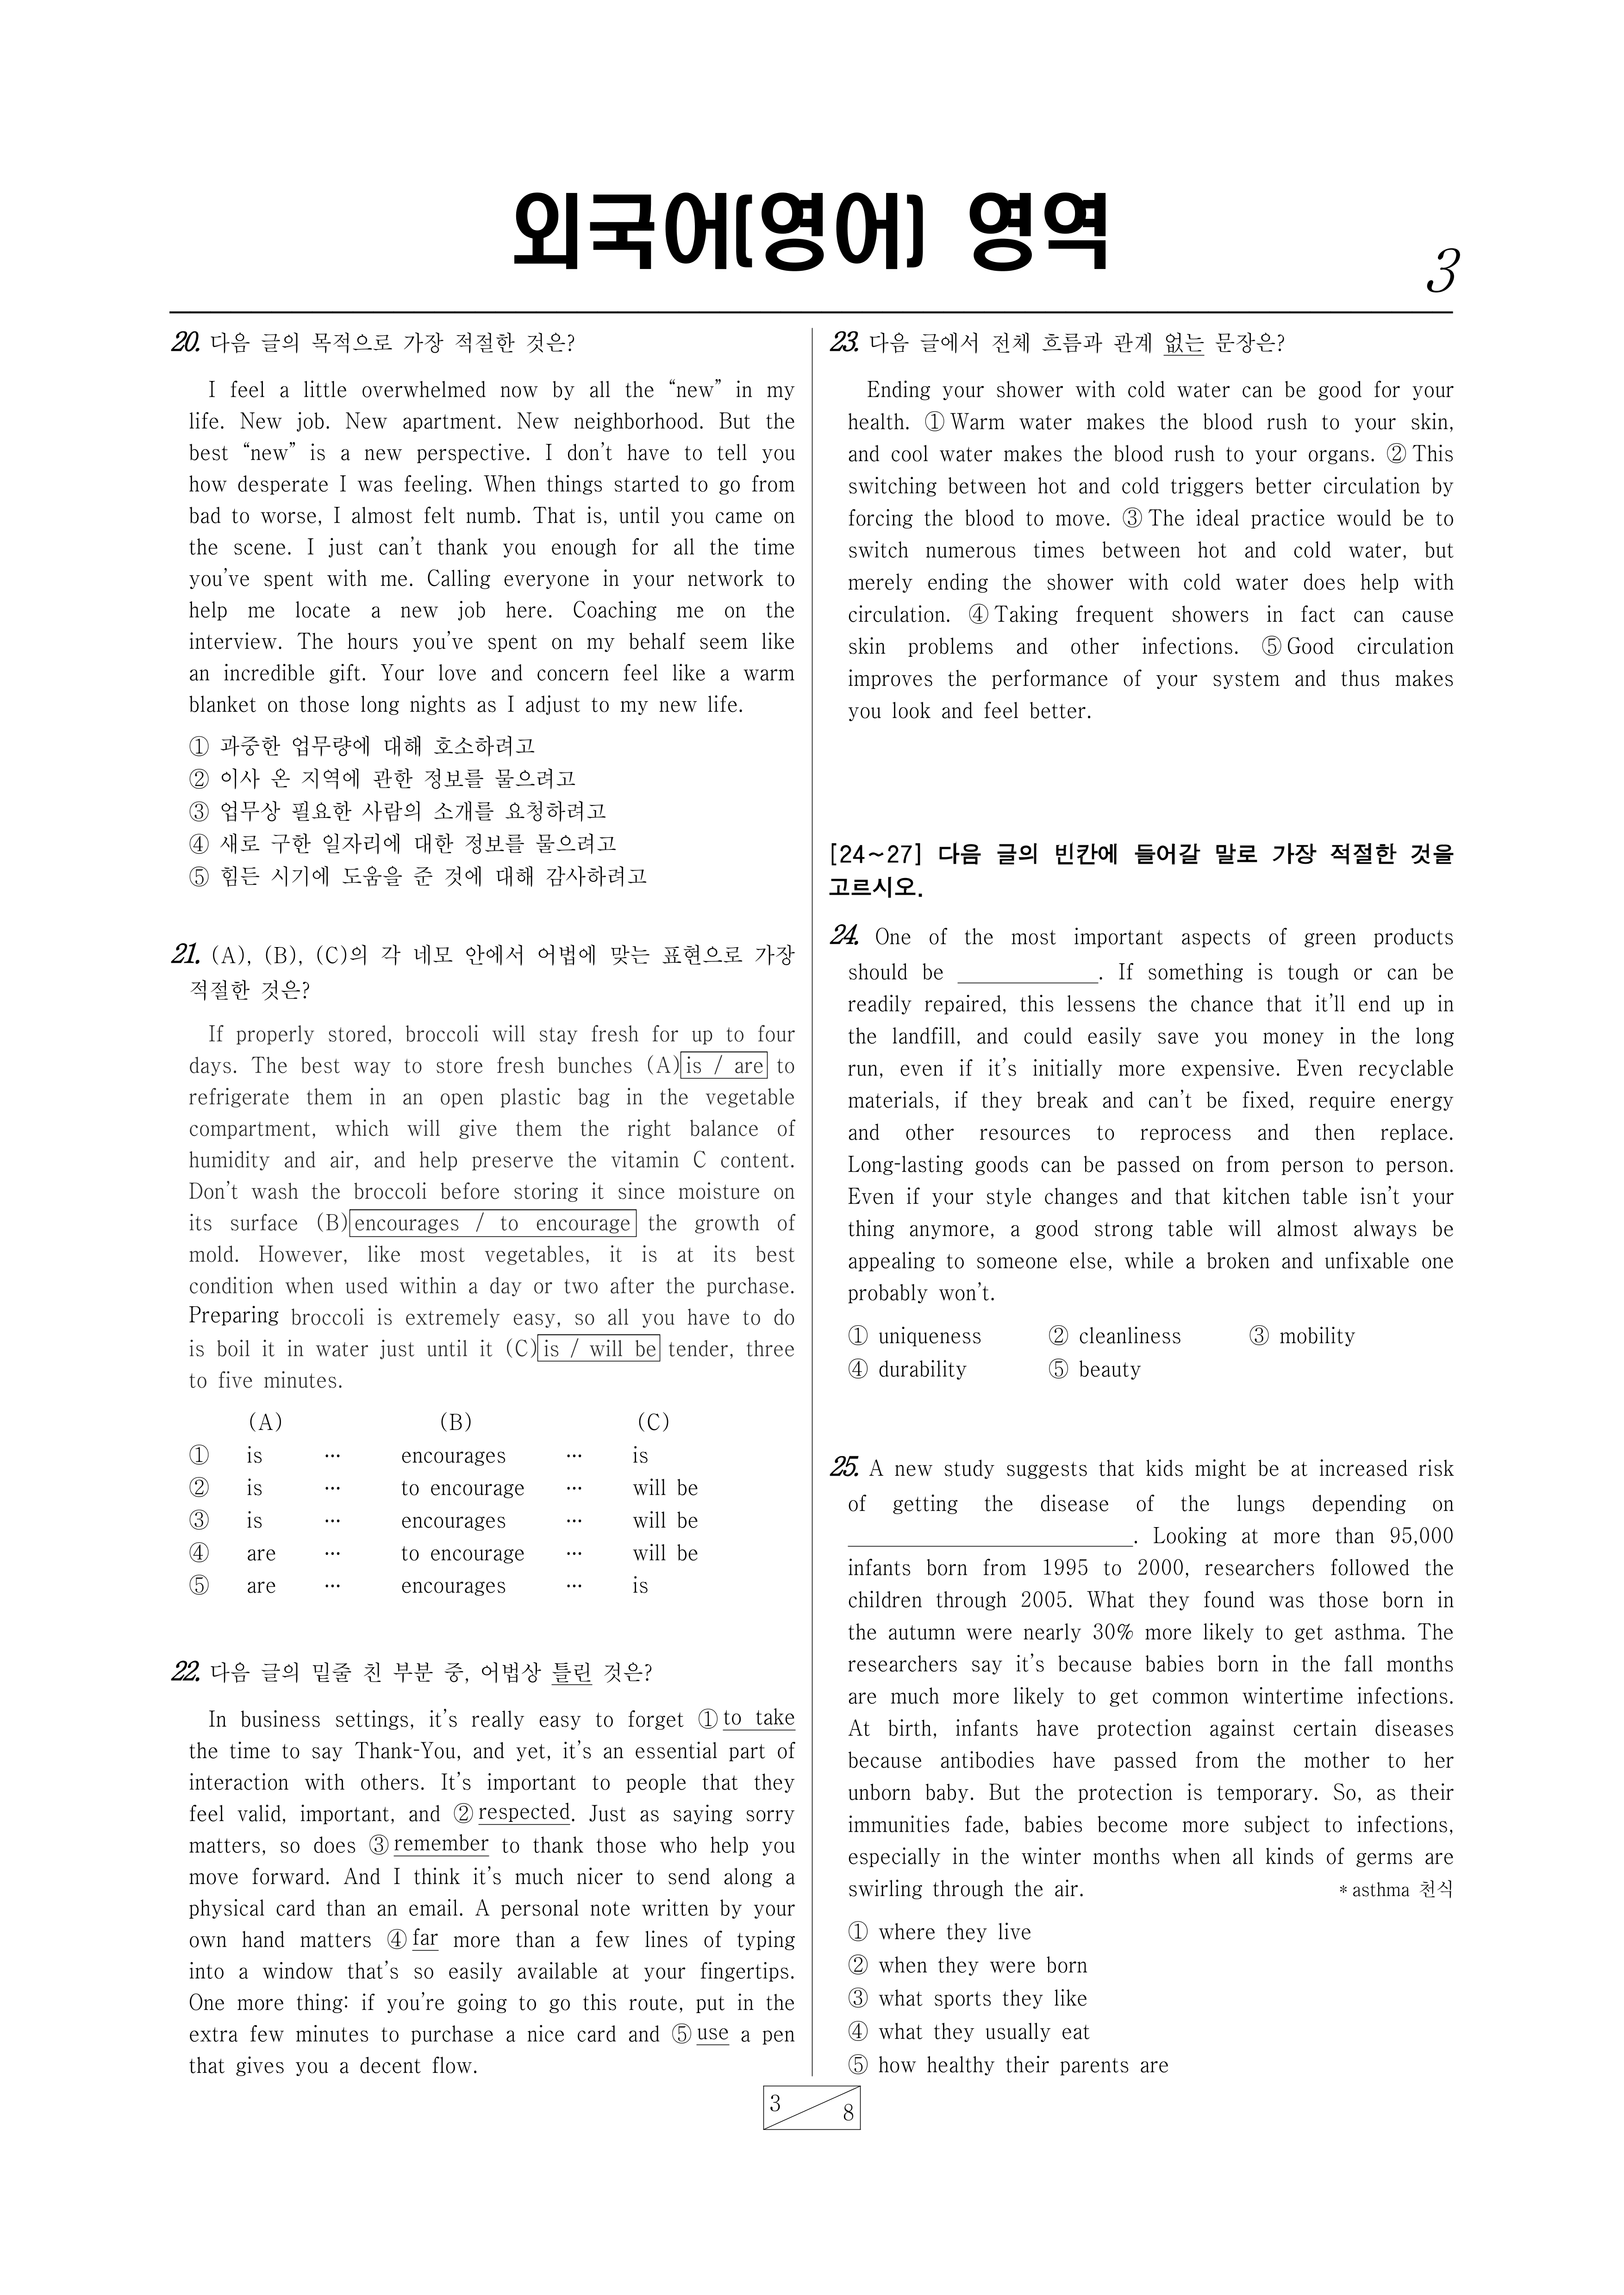 외국어(영어) 영역
3
20. 다음 글의 목적으로 가장 적절한 것은?
I feel a little overwhelmed now by all the “new” in my
life. New job. New apartment. New neighborhood. But the
best “new” is a new perspective. I don’t have to tell you
how desperate I was feeling. When things started to go from
bad to worse, I almost felt numb. That is, until you came on
the scene. I just can’t thank you enough for all the time
you’ve spent with me. Calling everyone in your network to
help me locate a new job here. Coaching me on the
interview. The hours you’ve spent on my behalf seem like
an incredible gift. Your love and concern feel like a warm
blanket on those long nights as I adjust to my new life.
① 과중한 업무량에 대해 호소하려고
② 이사 온 지역에 관한 정보를 물으려고
③ 업무상 필요한 사람의 소개를 요청하려고
④ 새로 구한 일자리에 대한 정보를 물으려고
⑤ 힘든 시기에 도움을 준 것에 대해 감사하려고
21. (A), (B), (C)의 각 네모 안에서 어법에 맞는 표현으로 가장
적절한 것은?
If properly stored, broccoli will stay fresh for up to four
days. The best way to store fresh bunches (A) is / are to
refrigerate them in an open plastic bag in the vegetable
compartment, which will give them the right balance of
humidity and air, and help preserve the vitamin C content.
Don’t wash the broccoli before storing it since moisture on
its surface (B) encourages / to encourage the growth of
mold. However, like most vegetables, it is at its best
condition when used within a day or two after the purchase.
Preparing broccoli is extremely easy, so all you have to do
is boil it in water just until it (C) is / will be tender, three
to five minutes.
(A) (B) (C)
① is … encourages … is
② is … to encourage … will be
③ is … encourages … will be
④ are … to encourage … will be
⑤ are … encourages … is
22. 다음 글의 밑줄 친 부분 중, 어법상 틀린 것은?
In business settings, it’s really easy to forget ① to take
the time to say Thank-You, and yet, it’s an essential part of
interaction with others. It’s important to people that they
feel valid, important, and ② respected. Just as saying sorry
matters, so does ③ remember to thank those who help you
move forward. And I think it’s much nicer to send along a
physical card than an email. A personal note written by your
own hand matters ④ far more than a few lines of typing
into a window that’s so easily available at your fingertips.
One more thing: if you’re going to go this route, put in the
extra few minutes to purchase a nice card and ⑤ use a pen
that gives you a decent flow.
23. 다음 글에서 전체 흐름과 관계 없는 문장은?
Ending your shower with cold water can be good for your
health. ① Warm water makes the blood rush to your skin,
and cool water makes the blood rush to your organs. ② This
switching between hot and cold triggers better circulation by
forcing the blood to move. ③ The ideal practice would be to
switch numerous times between hot and cold water, but
merely ending the shower with cold water does help with
circulation. ④ Taking frequent showers in fact can cause
skin problems and other infections. ⑤ Good circulation
improves the performance of your system and thus makes
you look and feel better.
[24~27] 다음 글의 빈칸에 들어갈 말로 가장 적절한 것을
고르시오.
24. One of the most important aspects of green products
should be ____________. If something is tough or can be
readily repaired, this lessens the chance that it’ll end up in
the landfill, and could easily save you money in the long
run, even if it’s initially more expensive. Even recyclable
materials, if they break and can’t be fixed, require energy
and other resources to reprocess and then replace.
Long-lasting goods can be passed on from person to person.
Even if your style changes and that kitchen table isn’t your
thing anymore, a good strong table will almost always be
appealing to someone else, while a broken and unfixable one
probably won’t.
① uniqueness ② cleanliness ③ mobility
④ durability ⑤ beauty
25. A new study suggests that kids might be at increased risk
of getting the disease of the lungs depending on
________________________. Looking at more than 95,000
infants born from 1995 to 2000, researchers followed the
children through 2005. What they found was those born in
the autumn were nearly 30% more likely to get asthma. The
researchers say it’s because babies born in the fall months
are much more likely to get common wintertime infections.
At birth, infants have protection against certain diseases
because antibodies have passed from the mother to her
unborn baby. But the protection is temporary. So, as their
immunities fade, babies become more subject to infections,
especially in the winter months when all kinds of germs are
swirling through the air. * asthma 천식
① where they live
② when they were born
③ what sports they like
④ what they usually eat
⑤ how healthy their parents are
3 8